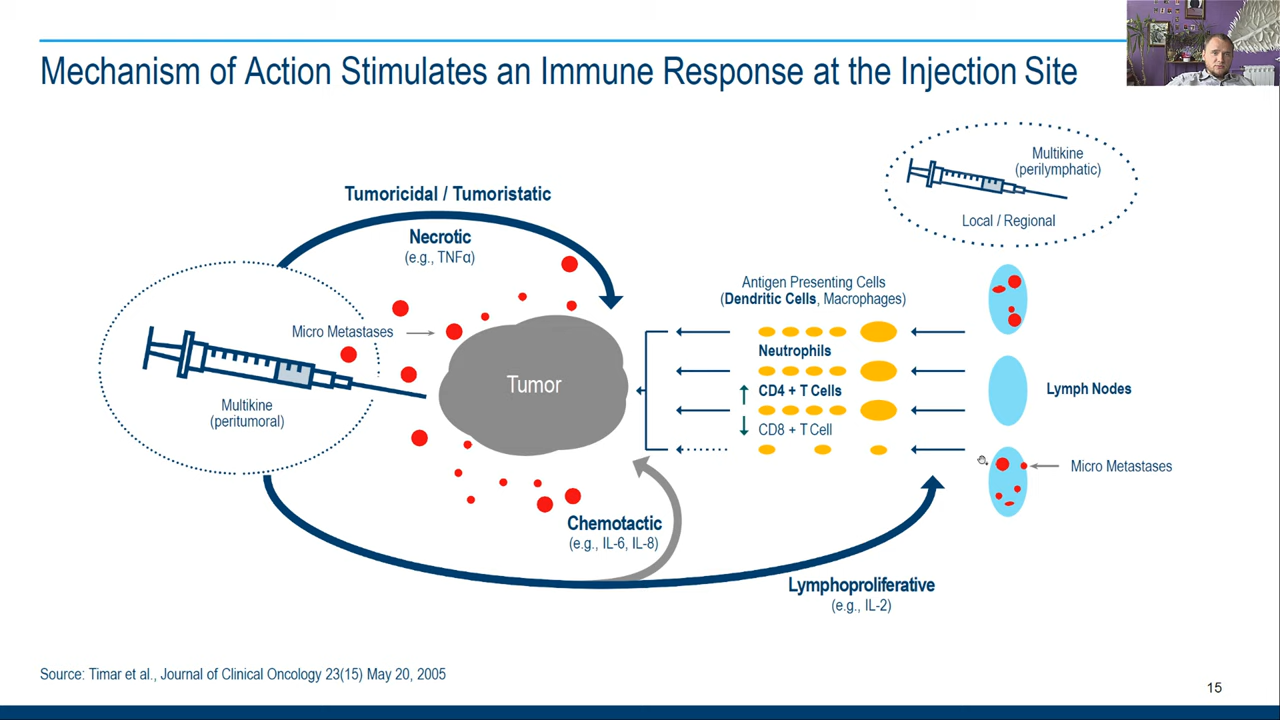 Mechanism of Action Stimulates an Immune Response at the Injection Site
Multikine
(perilymphatic)
Local / Regional
Tumoricidal / Tumoristatic
Necrotic
(e.g., TNFα)
Micro Metastases
Multikine
(peritumoral)
Tumor
Antigen Presenting Cells
(Dendritic Cells, Macrophages)
Neutrophils
CD4 + T Cells
CD8 + T Cell
Lymph Nodes
Micro Metastases
Chemotactic
(e.g., IL-6, IL-8)
Lymphoproliferative
(e.g., IL-2)
Source: Timar et al., Journal of Clinical Oncology 23(15) May 20, 2005
15